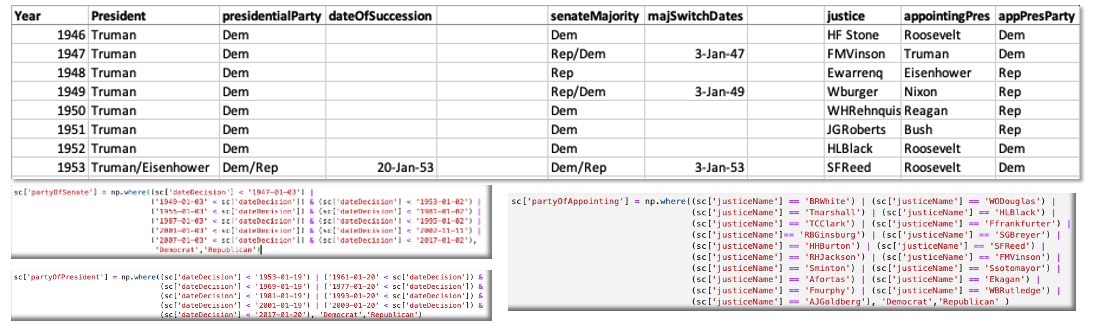 Year President presidentialParty dateOfSuccession senateMajority majSwitchDates justice appointingPres appPresParty
1946 Truman Dem Dem HF Stone Roosevelt Dem
1947 Truman Dem Rep/Dem 3-Jan-47 FMVinson Truman Dem
1948 Truman Dem Rep Ewarrenq Eisenhower Rep
1949 Truman Dem Rep/Dem 3-Jan-49 Wburger Nixon Rep
1950 Truman Dem Dem WHRehnquis Reagan Rep
1951 Truman Dem Dem JGRoberts Bush Rep
1952 Truman Dem Dem HLBlack Roosevelt Dem
1953 Truman/Eisenhower Dem/Rep 20-Jan-53 Dem/Rep 3-Jan-53 SFReed Roosevelt Dem
sc['partyOfSenate'] = np.where((sc['dateDecision'] < '1947-01-03') |
('1949-01-03' < sc['dateDecision']) & (sc['dateDecision'] < '1953-01-02') |
('1955-01-03' < sc['dateDecision']) & (sc['dateDecision'] < '1981-01-02') |
('1987-01-03' < sc['dateDecision']) & (sc['dateDecision'] < '1995-01-02') |
('2001-01-03' < sc['dateDecision']) & (sc['dateDecision'] < '2002-11-11') |
('2007-01-03' < sc['dateDecision']) & (sc['dateDecision'] < '2017-01-02'),
'Democrat','Republican')
sc['partyOfPresident'] = np.where((sc['dateDecision'] < '1953-01-19') | ('1961-01-20' < sc['dateDecision']) &
(sc['dateDecision'] < '1969-01-19') | ('1977-01-20' < sc['dateDecision']) &
(sc['dateDecision'] < '1981-01-19') | ('1993-01-20' < sc['dateDecision']) &
(sc['dateDecision'] < '2001-01-19') | ('2009-01-20' < sc['dateDecision']) &
(sc['dateDecision'] < '2017-01-20'), 'Democrat','Republican')
sc['partyOfAppointing'] = np.where((sc['justiceName'] == 'BRWhite') | (sc['justiceName'] == 'WODouglas') |
(sc['justiceName'] == 'Tmarshall') | (sc['justiceName'] == 'HLBlack') |
(sc['justiceName'] == 'TCClark') | (sc['justiceName'] == 'Ffrankfurter') |
(sc['justiceName']== 'RBGinsburg') | (sc['justiceName'] == 'SGBreyer') |
(sc['justiceName'] == 'HHBurton') | (sc['justiceName'] == 'SFReed') |
(sc['justiceName'] == 'RHJackson') | (sc['justiceName'] == 'FMVinson') |
(sc['justiceName'] == 'Sminton') | (sc['justiceName'] == 'Ssotomayor') |
(sc['justiceName'] == 'Afortas') | (sc['justiceName'] == 'Ekagan') |
(sc['justiceName'] == 'Fmurphy') | (sc['justiceName'] == 'WBRutledge') |
(sc['justiceName'] == 'AJGoldberg'), 'Democrat','Republican' )